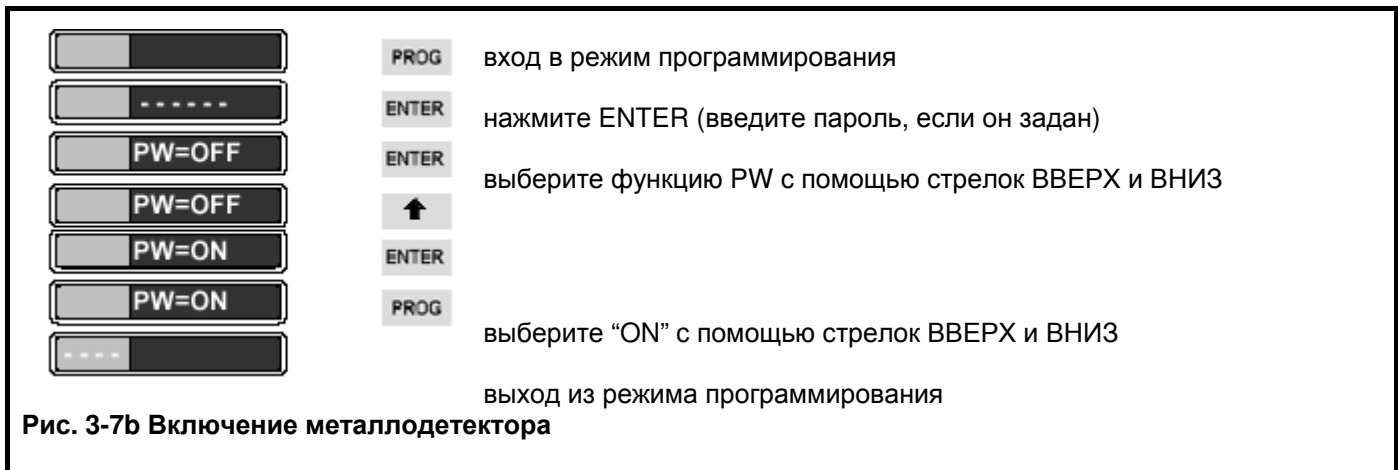 PROG вход в режим программирования
- - - - - -
ENTER нажмите ENTER (введите пароль, если он задан)
PW=OFF ENTER
выберите функцию PW с помощью стрелок ВВЕРХ и ВНИЗ
PW=OFF
PW=ON ENTER
PW=ON PROG
выберите “ON” с помощью стрелок ВВЕРХ и ВНИЗ
- - - -
выход из режима программирования
Рис. 3-7b Включение металлодетектора